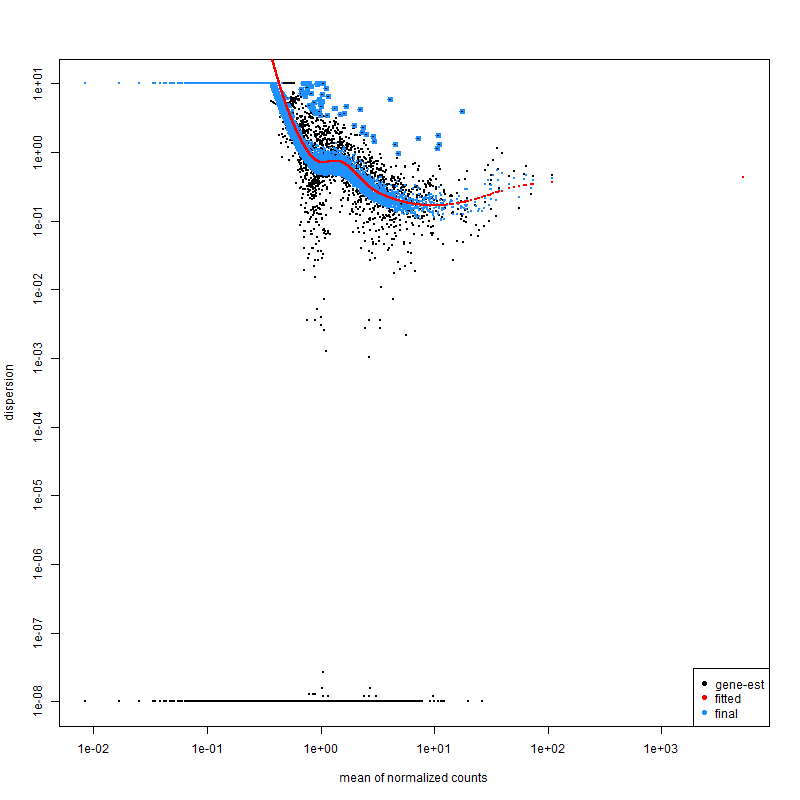 1e+01
1e+00
1e-01
1e-02
1e-03
1e-04
1e-05
1e-06
1e-07
1e-08
dispersion
gene-est
fitted
final
1e-02 1e-01 1e+00 1e+01 1e+02 1e+03
mean of normalized counts